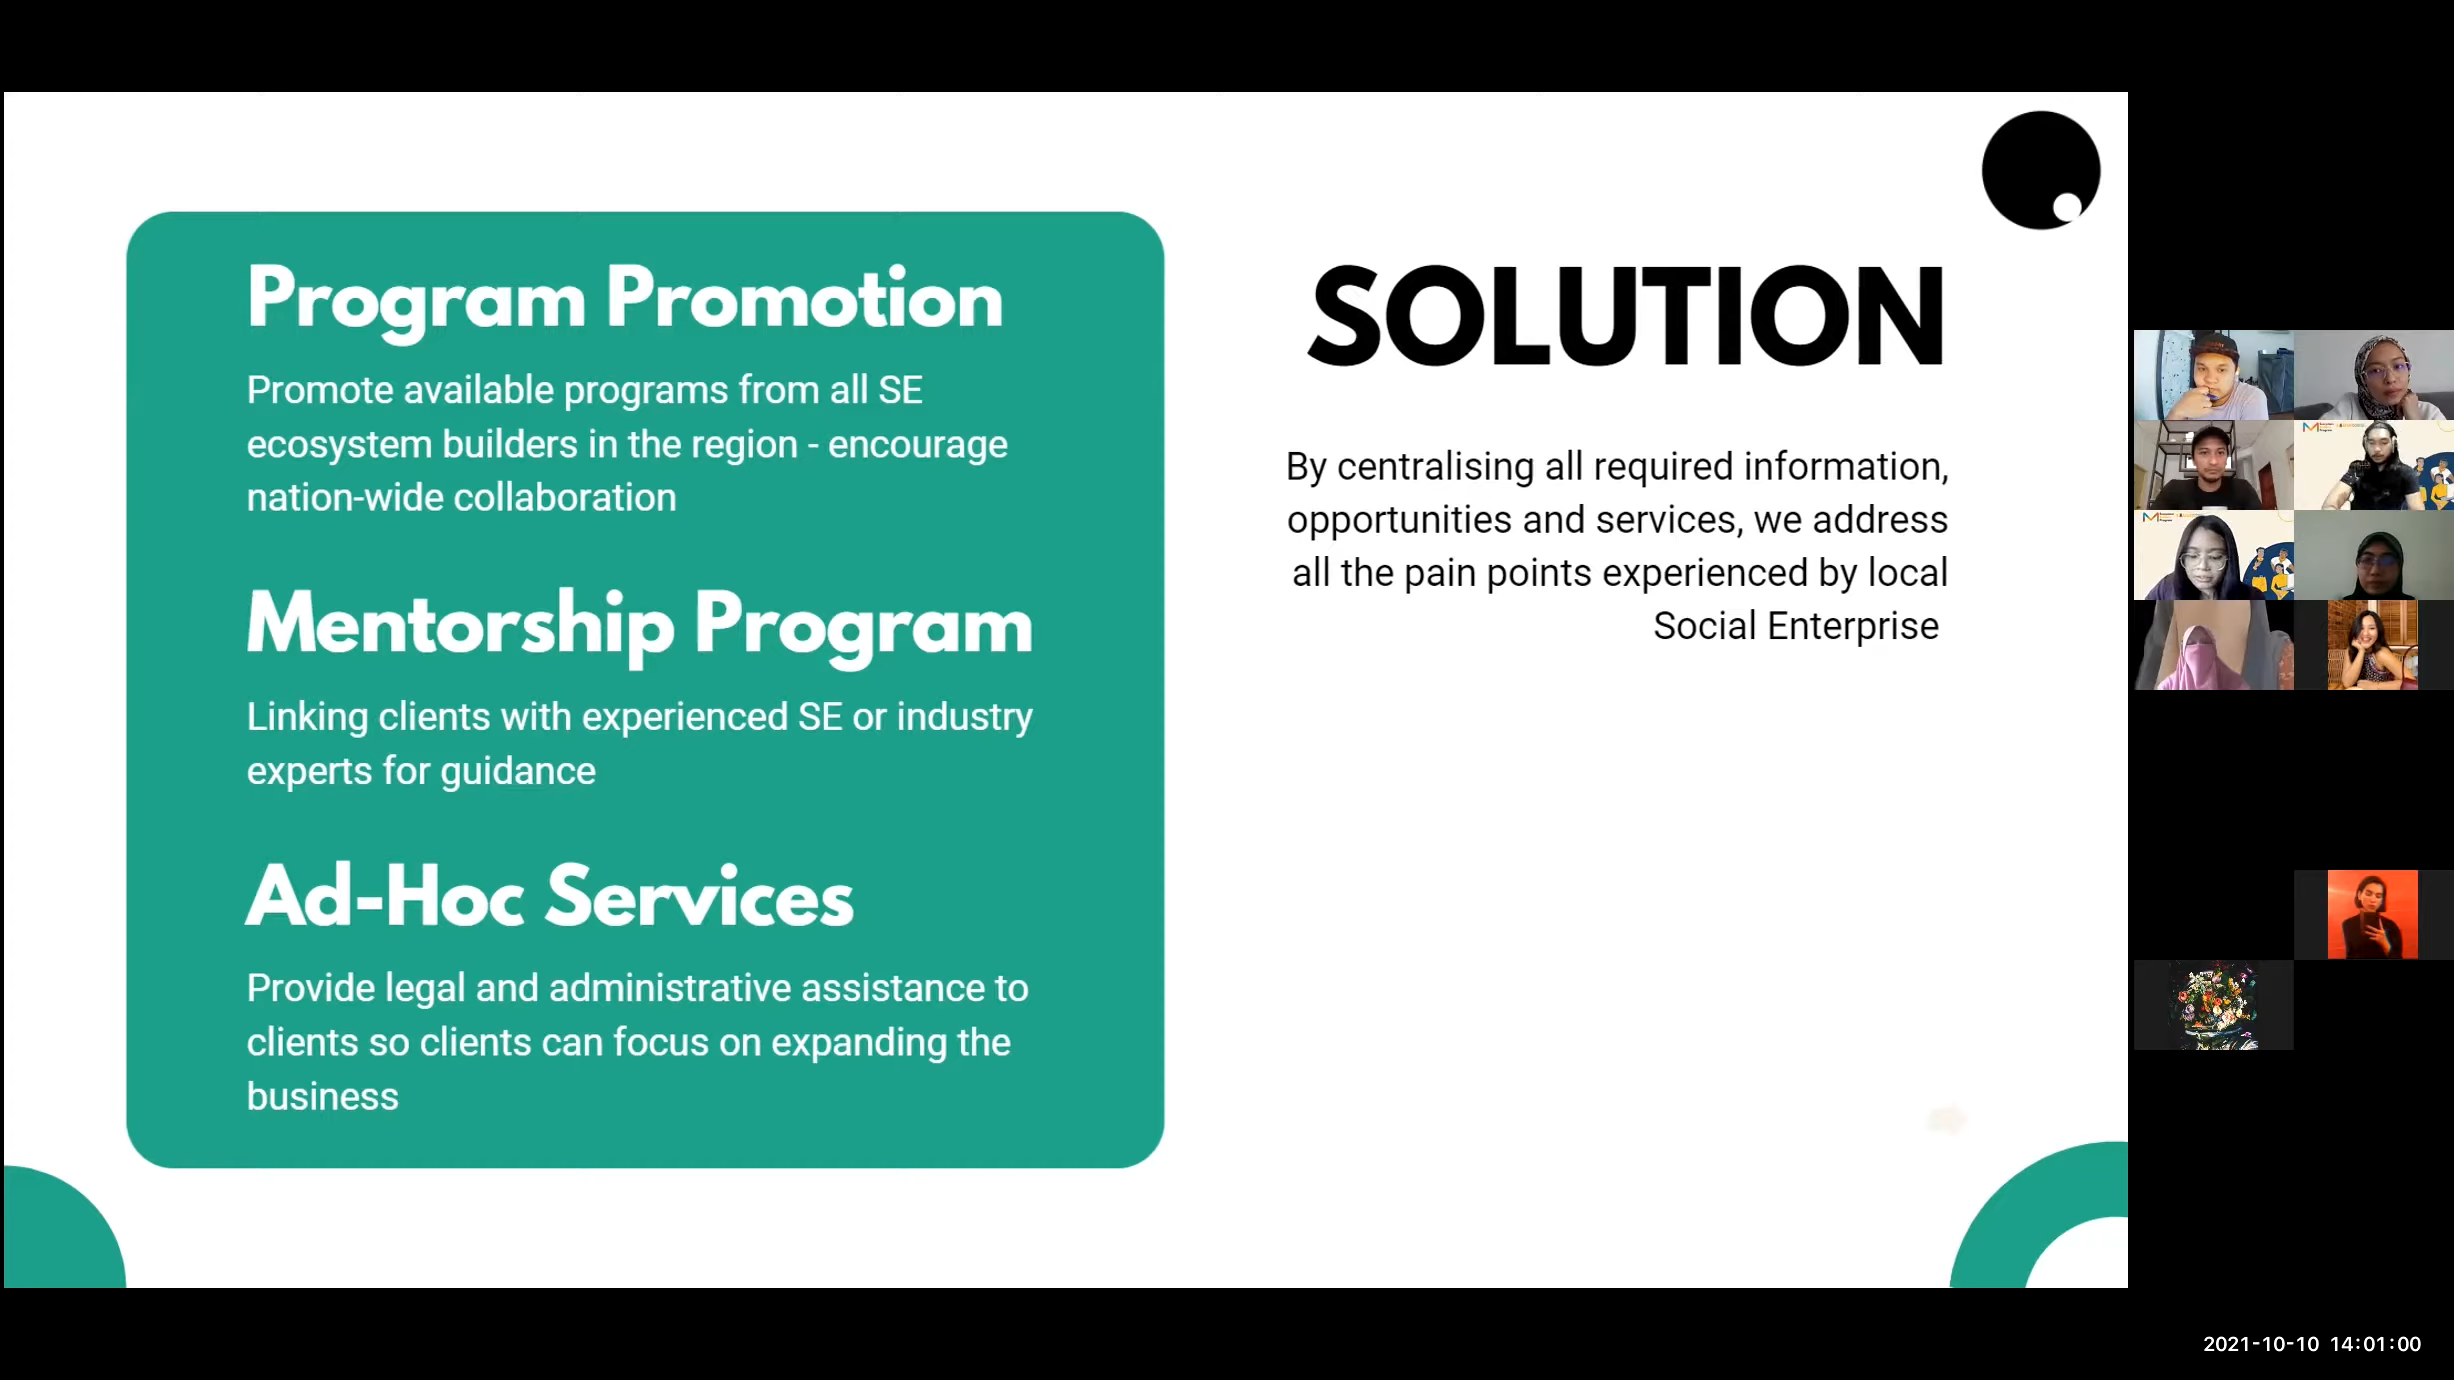 Program Promotion
Promote available programs from all SE
ecosystem builders in the region - encourage
nation-wide collaboration
Mentorship Program
Linking clients with experienced SE or industry
experts for guidance
Ad-Hoc Services
Provide legal and administrative assistance to
clients so clients can focus on expanding the
business
SOLUTION
By centralising all required information,
opportunities and services, we address
all the pain points experienced by local
Social Enterprise
2021-10-10 14:01:00